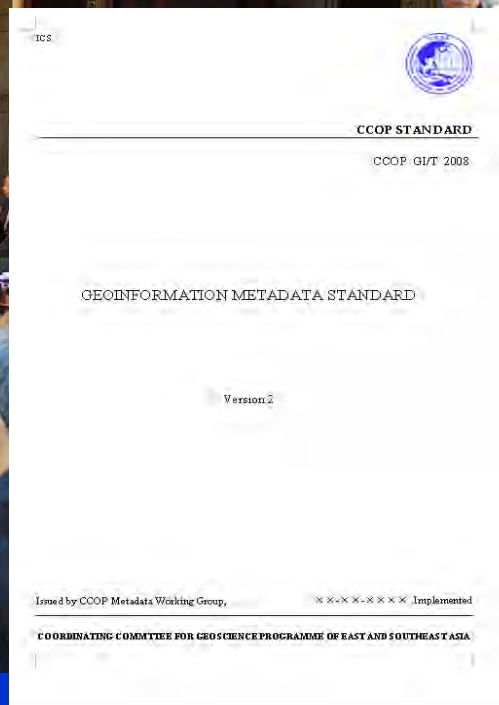 ICS
CCOP STANDARD
CCOP GI/T 2008
GEOINFORMATION METADATA STANDARD
Version 2
Issued by CCOP Metadata Working Group, ××-××-×××× Implemented
COORDINATING COMMTTEE FOR GEOSCIENCE PROGRAMME OF EAST AND SOUTHEAST ASIA